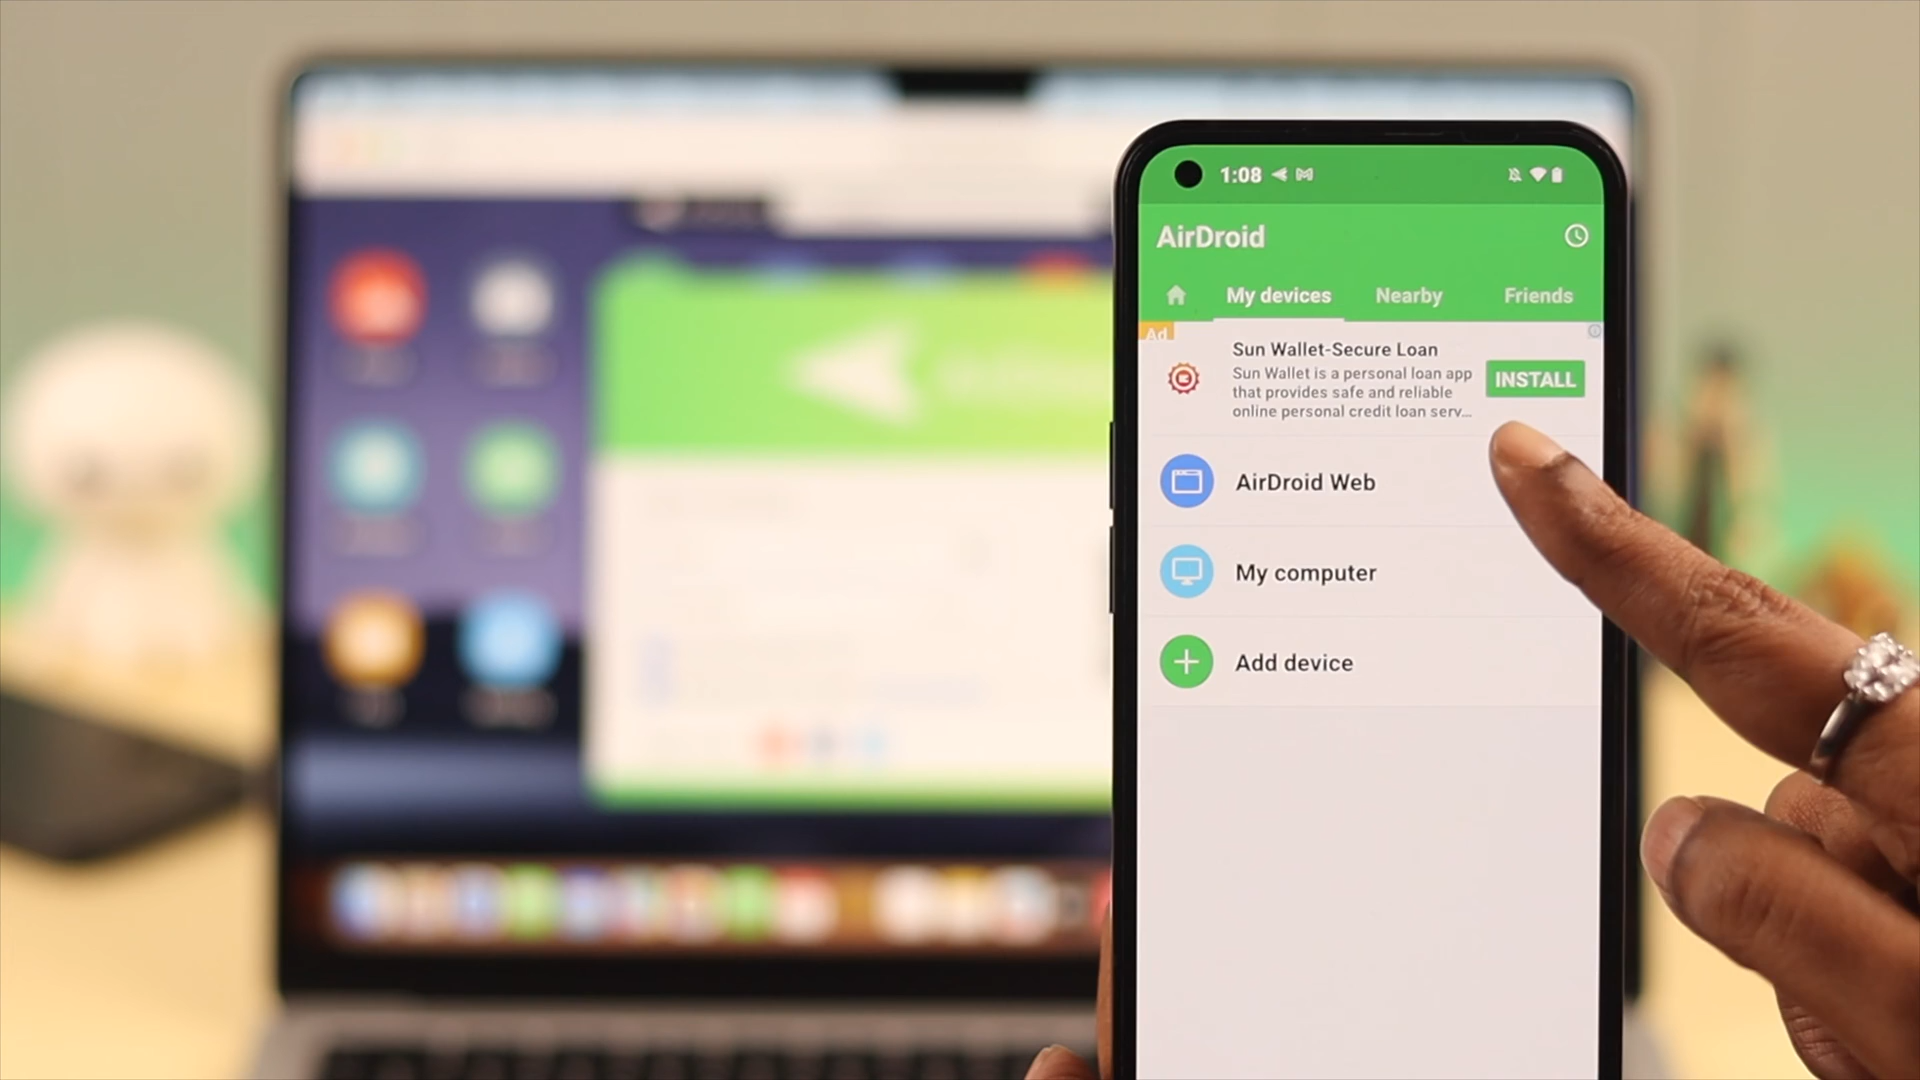 1:08
AirDroid
My devices Nearby Friends
Ad
Sun Wallet-Secure Loan
Sun Wallet is a personal loan app
that provides safe and reliable
online personal credit loan serv...
INSTALL
AirDroid Web
My computer
Add device